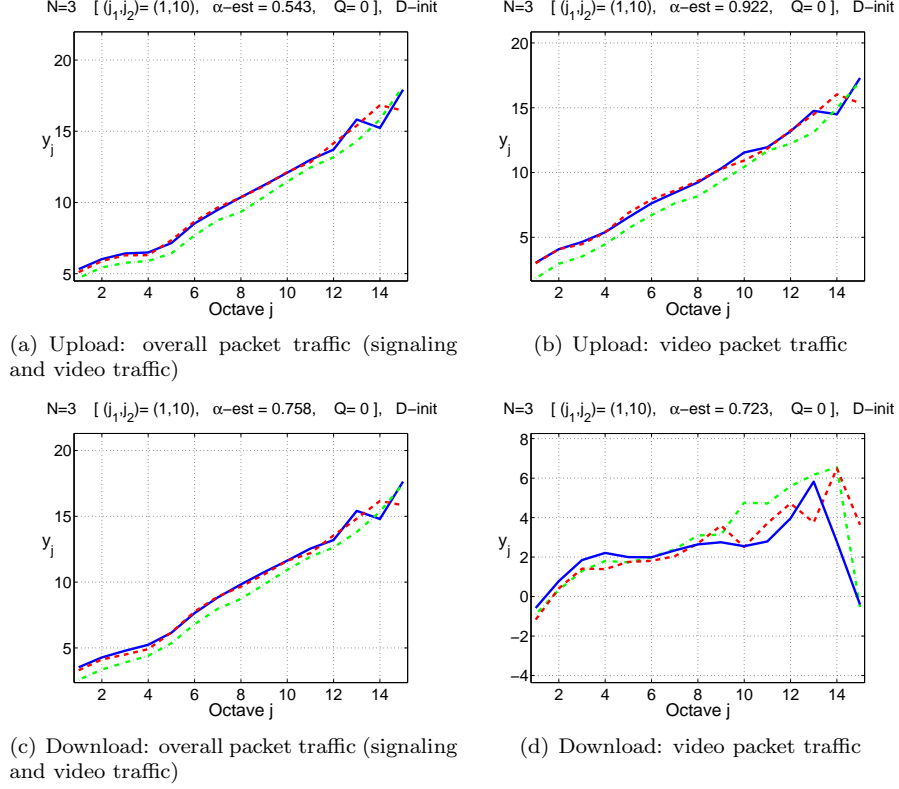 N=3 [ (j1,j2)= (1,10), α−est = 0.543, Q= 0 ], D−init
N=3 [ (j1,j2)= (1,10), α−est = 0.922, Q= 0 ], D−init
20
15
10
5
yj
2 4 6 8 10 12 14
Octave j
20
15
10
5
yj
2 4 6 8 10 12 14
Octave j
(a) Upload: overall packet traffic (signaling
and video traffic)
(b) Upload: video packet traffic
N=3 [ (j1,j2)= (1,10), α−est = 0.758, Q= 0 ], D−init
N=3 [ (j1,j2)= (1,10), α−est = 0.723, Q= 0 ], D−init
20
15
10
5
yj
2 4 6 8 10 12 14
Octave j
8
6
4
2
0
−2
−4
yj
2 4 6 8 10 12 14
Octave j
(c) Download: overall packet traffic (signaling
and video traffic)
(d) Download: video packet traffic